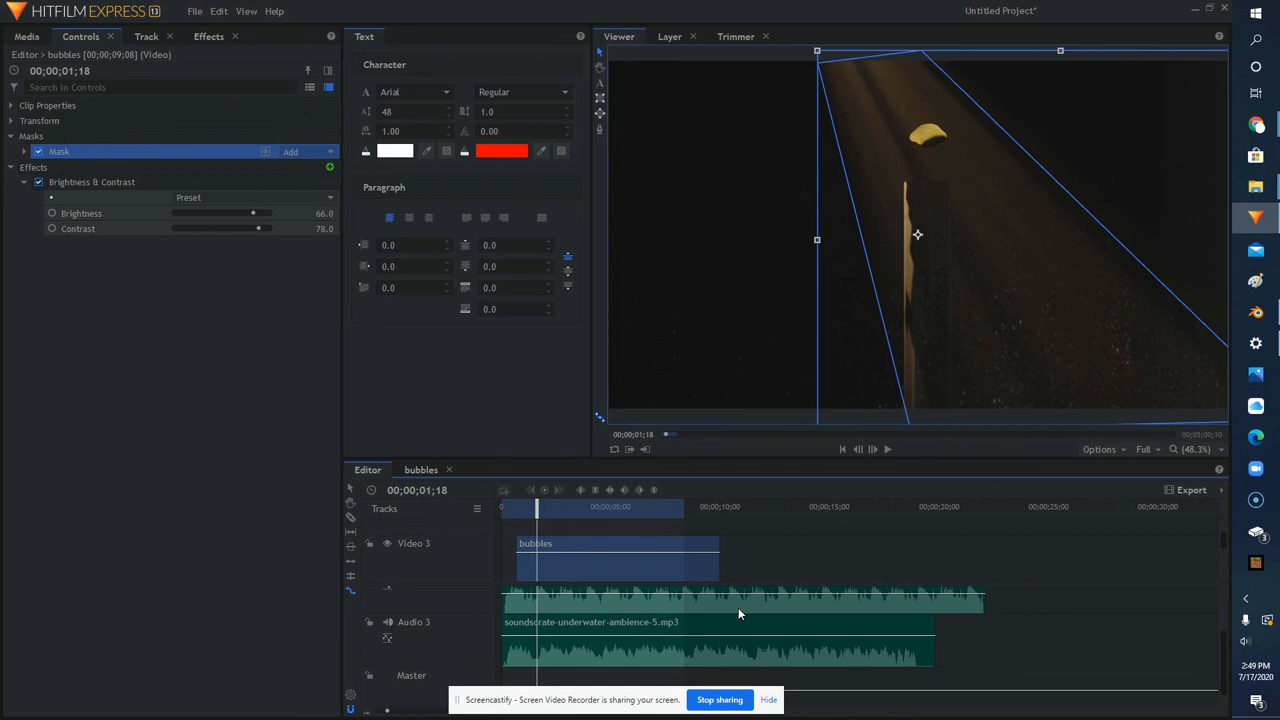 HITFILM EXPRESS 13
File Edit View Help
Untitled Project*
Media Controls Track Effects
Editor > bubbles [00;00;09;08] (Video)
00;00;01;18
Search In Controls
Clip Properties
Transform
Masks
Mask
Add
Effects
Brightness & Contrast
Preset
Brightness 66.0
Contrast 78.0
Text
Character
Arial Regular
48 1.0
1.00 0.00
Paragraph
0.0 0.0
0.0 0.0
0.0 0.0
0.0
Viewer Layer Trimmer
00;00;01;18
00;05;00;10
Options Full (48.3%)
Editor bubbles
00;00;01;18
Export
Tracks
0 00;00;05;00 00;00;10;00 00;00;15;00 00;00;20;00 00;00;25;00 00;00;30;00
Video 3
bubbles
Audio 3
soundscrate-underwater-ambience-5.mp3
Master
Screencastify - Screen Video Recorder is sharing your screen.
Stop sharing
Hide
3
2:49 PM
7/17/2020
3